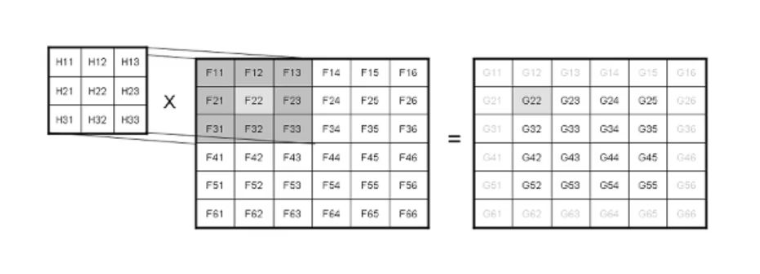 H11 H12 H13
H21 H22 H23
H31 H32 H33
X
F11 F12 F13 F14 F15 F16
F21 F22 F23 F24 F25 F26
F31 F32 F33 F34 F35 F36
F41 F42 F43 F44 F45 F46
F51 F52 F53 F54 F55 F56
F61 F62 F63 F64 F65 F66
=
G11 G12 G13 G14 G15 G16
G21 G22 G23 G24 G25 G26
G31 G32 G33 G34 G35 G36
G41 G42 G43 G44 G45 G46
G51 G52 G53 G54 G55 G56
G61 G62 G63 G64 G65 G66